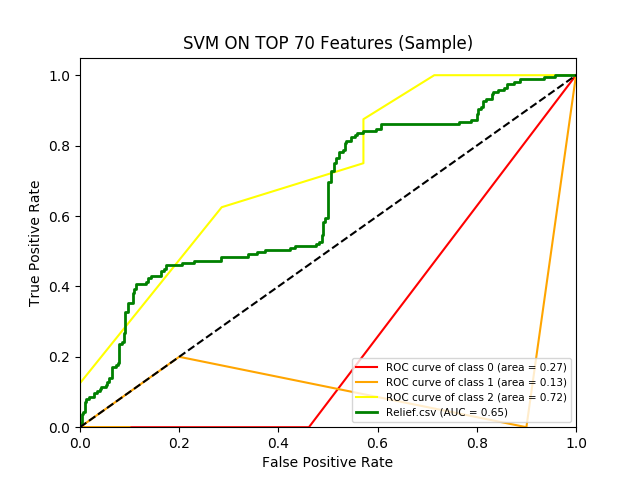 SVM ON TOP 70 Features (Sample)
1.0
0.8
0.6
0.4
0.2
0.0
True Positive Rate
0.0 0.2 0.4 0.6 0.8 1.0
False Positive Rate
ROC curve of class 0 (area = 0.27)
ROC curve of class 1 (area = 0.13)
ROC curve of class 2 (area = 0.72)
Relief.csv (AUC = 0.65)